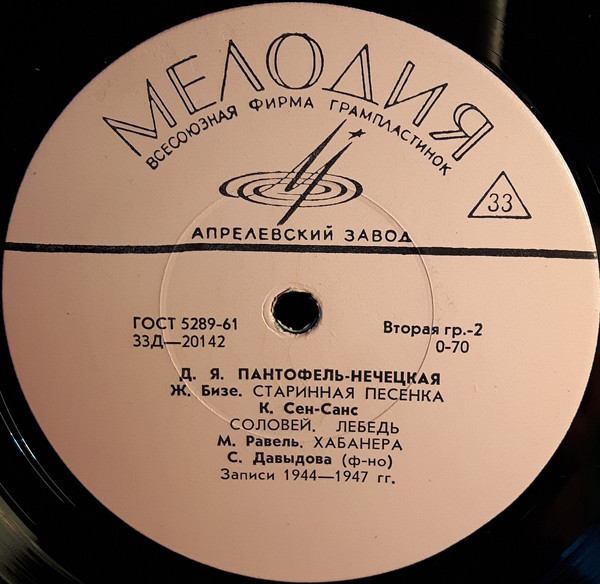 МЕЛОДИЯ
ВСЕСОЮЗНАЯ ФИРМА ГРАМПЛАСТИНОК
33
АПРЕЛЕВСКИЙ ЗАВОД
ГОСТ 5289-61
33Д—20142
Вторая гр.-2
0-70
Д. Я. ПАНТОФЕЛЬ-НЕЧЕЦКАЯ
Ж. Бизе. СТАРИННАЯ ПЕСЕНКА
К. Сен-Санс
СОЛОВЕЙ. ЛЕБЕДЬ
М. Равель. ХАБАНЕРА
С. Давыдова (ф-но)
Записи 1944—1947 гг.